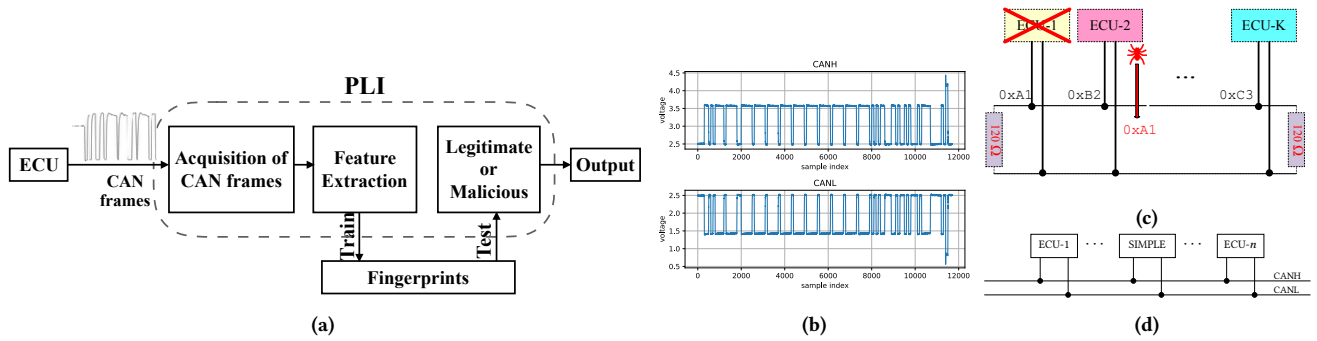 PLI
ECU
CAN
frames
Acquisition of
CAN frames
Feature
Extraction
Legitimate
or
Malicious
Output
Train
Test
Fingerprints
(a)
CANH
voltage
4.5
4.0
3.5
3.0
2.5
0 2000 4000 6000 8000 10000 12000
sample index
CANL
voltage
2.5
2.0
1.5
1.0
0.5
0 2000 4000 6000 8000 10000 12000
sample index
(b)
ECU-1 ECU-2 ECU-K
...
0xA1 0xB2 0xC3
0xA1
120 Ω 120 Ω
(c)
ECU-1 ... SIMPLE ... ECU-n
CANH
CANL
(d)